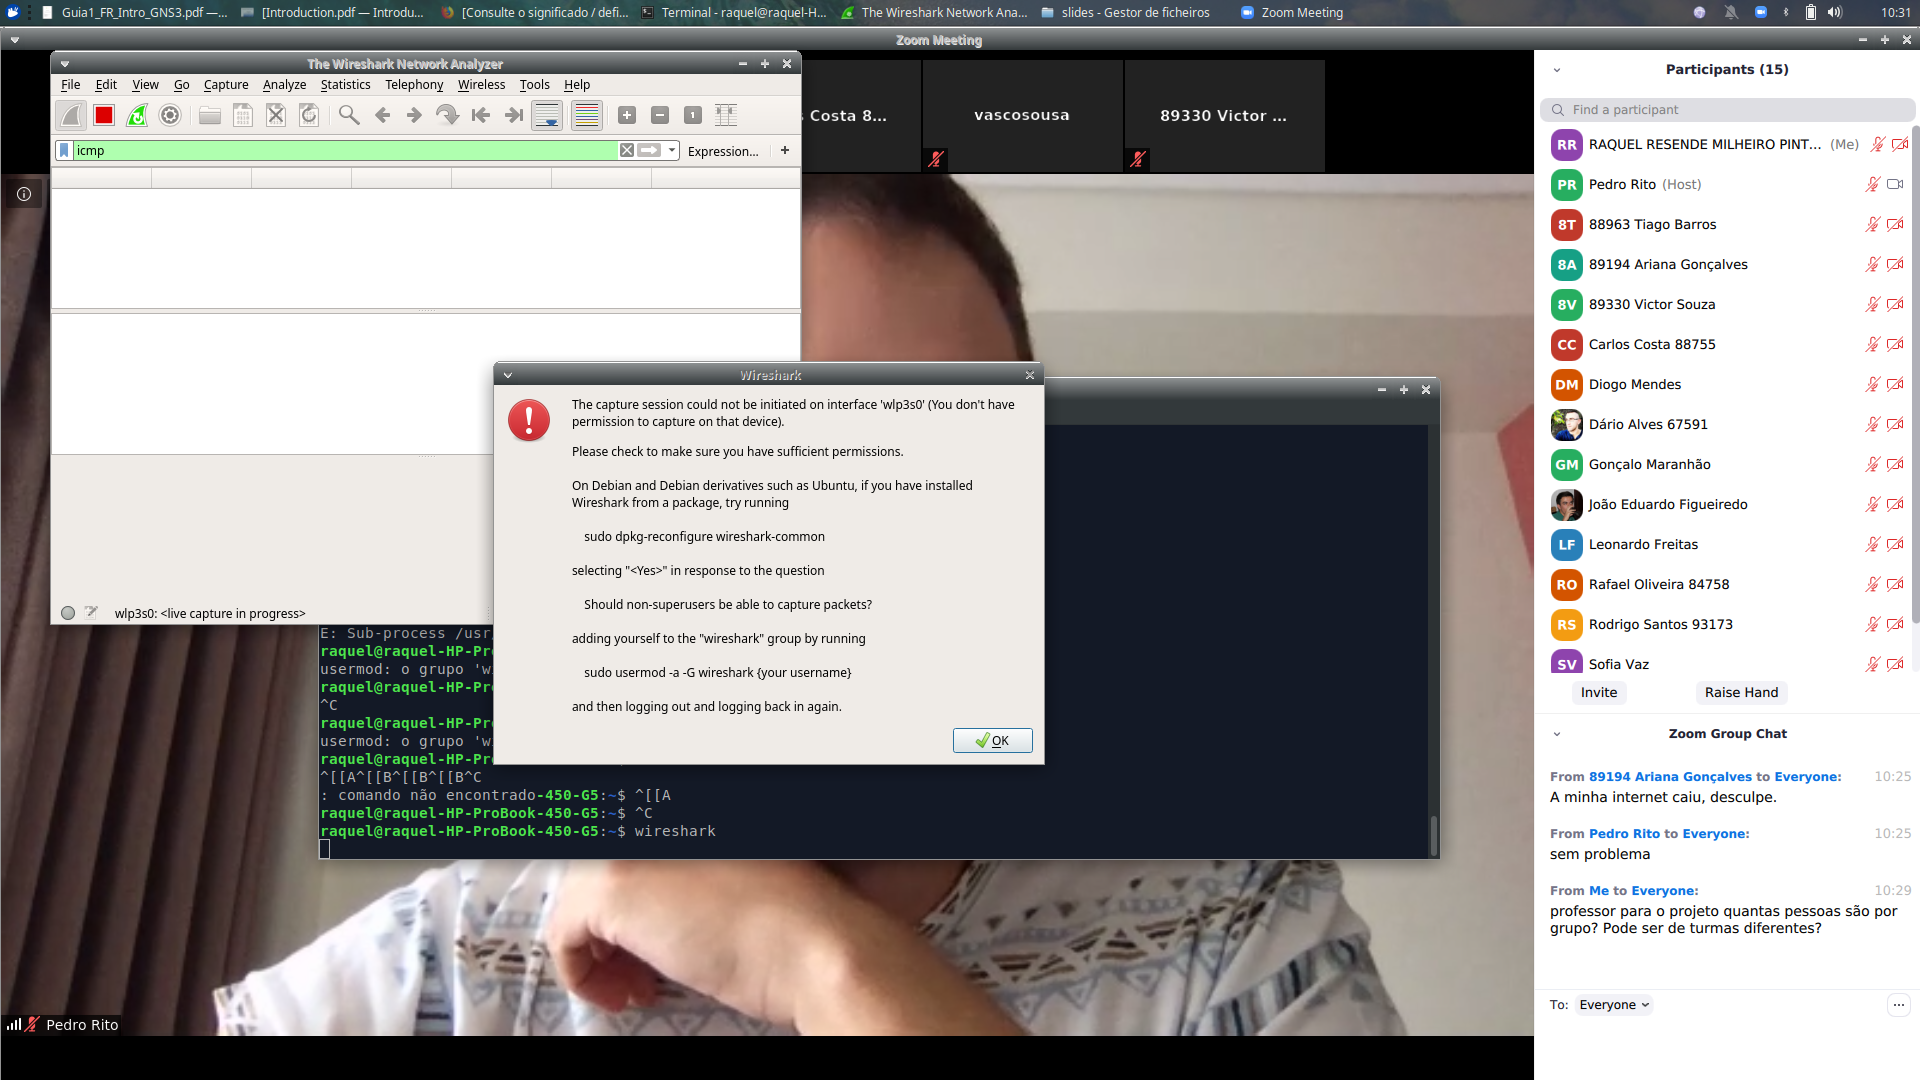 Guia1_FR_Intro_GNS3.pdf —...
[Introduction.pdf — Introdu...
[Consulte o significado / defi...
Terminal - raquel@raquel-H...
The Wireshark Network Ana...
slides - Gestor de ficheiros
Zoom Meeting
10:31
Zoom Meeting
The Wireshark Network Analyzer
File Edit View Go Capture Analyze Statistics Telephony Wireless Tools Help
icmp
Expression...
Costa 8...
vascosousa
89330 Victor ...
wlp3s0: <live capture in progress>
Wireshark
The capture session could not be initiated on interface 'wlp3s0' (You don't have
permission to capture on that device).
Please check to make sure you have sufficient permissions.
On Debian and Debian derivatives such as Ubuntu, if you have installed
Wireshark from a package, try running
sudo dpkg-reconfigure wireshark-common
selecting "<Yes>" in response to the question
Should non-superusers be able to capture packets?
adding yourself to the "wireshark" group by running
sudo usermod -a -G wireshark {your username}
and then logging out and logging back in again.
OK
E: Sub-process /usr
raquel@raquel-HP-Pr
usermod: o grupo 'w
raquel@raquel-HP-Pr
^C
raquel@raquel-HP-Pr
usermod: o grupo 'w
raquel@raquel-HP-Pr
^[[A^[[B^[[B^[[B^C
: comando não encontrado-450-G5:~$ ^[[A
raquel@raquel-HP-ProBook-450-G5:~$ ^C
raquel@raquel-HP-ProBook-450-G5:~$ wireshark
Pedro Rito
Participants (15)
Find a participant
RR RAQUEL RESENDE MILHEIRO PINT... (Me)
PR Pedro Rito (Host)
8T 88963 Tiago Barros
8A 89194 Ariana Gonçalves
8V 89330 Victor Souza
CC Carlos Costa 88755
DM Diogo Mendes
Dário Alves 67591
GM Gonçalo Maranhão
João Eduardo Figueiredo
LF Leonardo Freitas
RO Rafael Oliveira 84758
RS Rodrigo Santos 93173
SV Sofia Vaz
Invite
Raise Hand
Zoom Group Chat
From 89194 Ariana Gonçalves to Everyone: 10:25
A minha internet caiu, desculpe.
From Pedro Rito to Everyone: 10:25
sem problema
From Me to Everyone: 10:29
professor para o projeto quantas pessoas são por
grupo? Pode ser de turmas diferentes?
To: Everyone